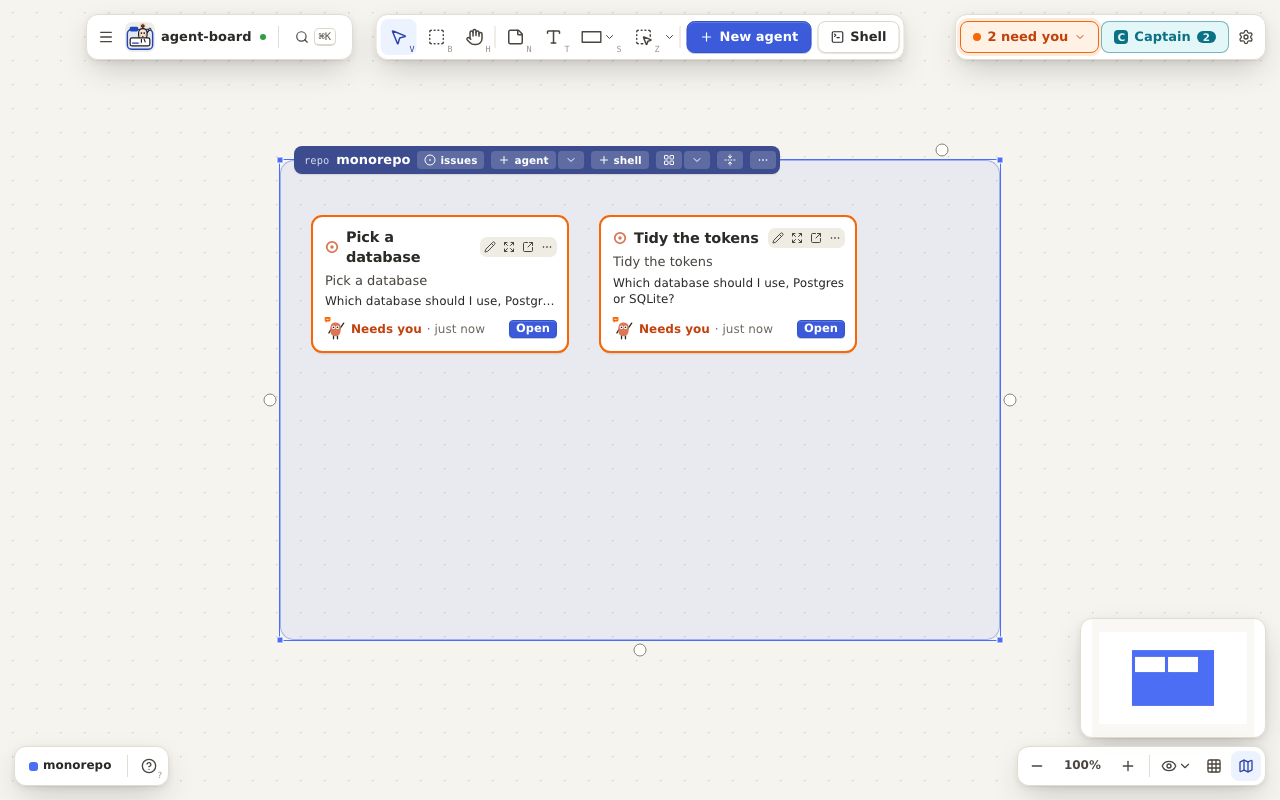 agent-board
⌘K
V
B
H
N
T
S
Z
New agent
Shell
2 need you
C Captain 2
repo monorepo issues + agent + shell
Pick a
database
Pick a database
Which database should I use, Postgr…
Needs you · just now
Open
Tidy the tokens
Tidy the tokens
Which database should I use, Postgres
or SQLite?
Needs you · just now
Open
monorepo
?
100%